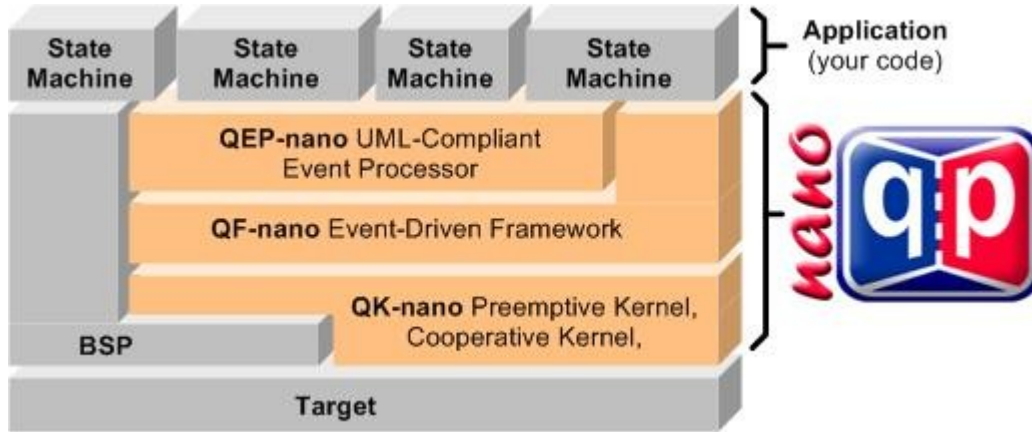 State
Machine
State
Machine
State
Machine
State
Machine
Application
(your code)
QEP-nano UML-Compliant
Event Processor
QF-nano Event-Driven Framework
QK-nano Preemptive Kernel,
Cooperative Kernel,
BSP
Target
nano
qp